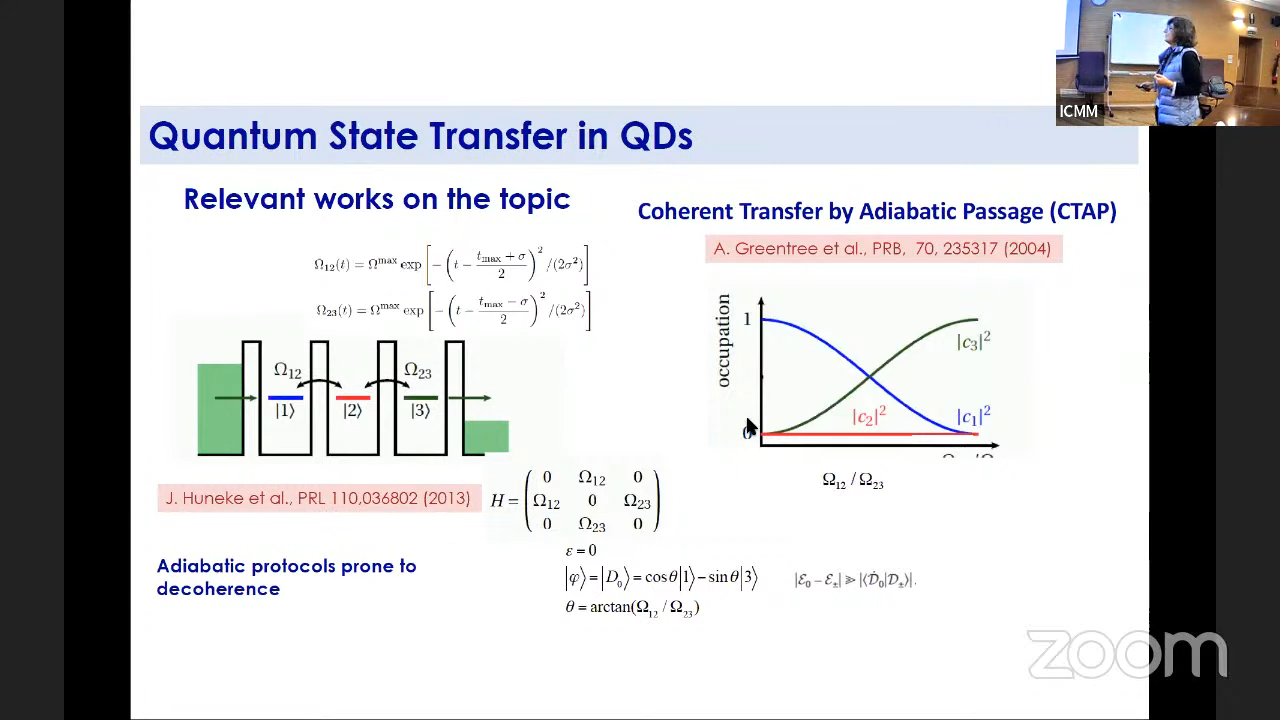 ICMM
Quantum State Transfer in QDs
Relevant works on the topic
Coherent Transfer by Adiabatic Passage (CTAP)
A. Greentree et al., PRB, 70, 235317 (2004)
Ω₁₂(t) = Ω^max exp[−(t − (t_max + σ)/2)² /(2σ²)]
Ω₂₃(t) = Ω^max exp[−(t − (t_max − σ)/2)² /(2σ²)]
Ω₁₂ Ω₂₃
|1⟩ |2⟩ |3⟩
occupation
1
|c₃|²
|c₂|² |c₁|²
0
Ω₁₂ / Ω₂₃
J. Huneke et al., PRL 110,036802 (2013)
H = ( 0 Ω₁₂ 0
Ω₁₂ 0 Ω₂₃
0 Ω₂₃ 0 )
ε = 0
|φ⟩ = |D₀⟩ = cosθ|1⟩ − sinθ|3⟩
|ℰ₀ − ℰ±| ≫ |⟨Ḋ₀|D±⟩|.
θ = arctan(Ω₁₂ / Ω₂₃)
Adiabatic protocols prone to
decoherence
zoom